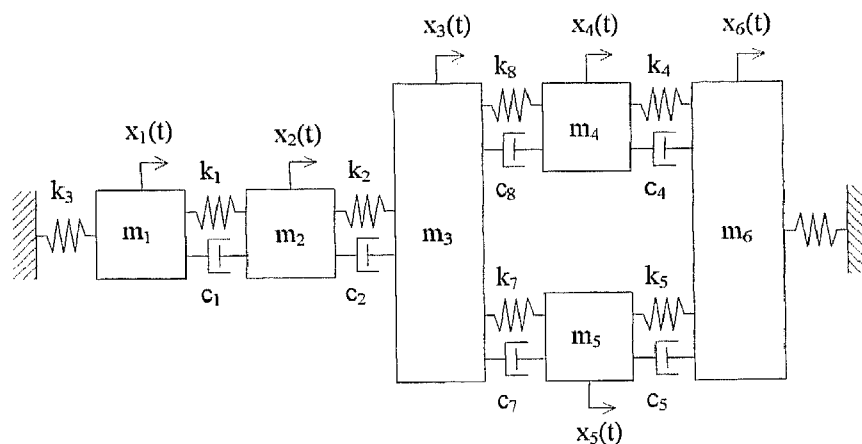 x₃(t) x₄(t) x₆(t)
k₈ k₄
x₁(t) x₂(t) m₄
k₃ k₁ k₂ c₈ c₄
m₁ m₂ m₃ m₆
c₁ c₂ k₇ k₅
m₅
c₇ c₅
x₅(t)